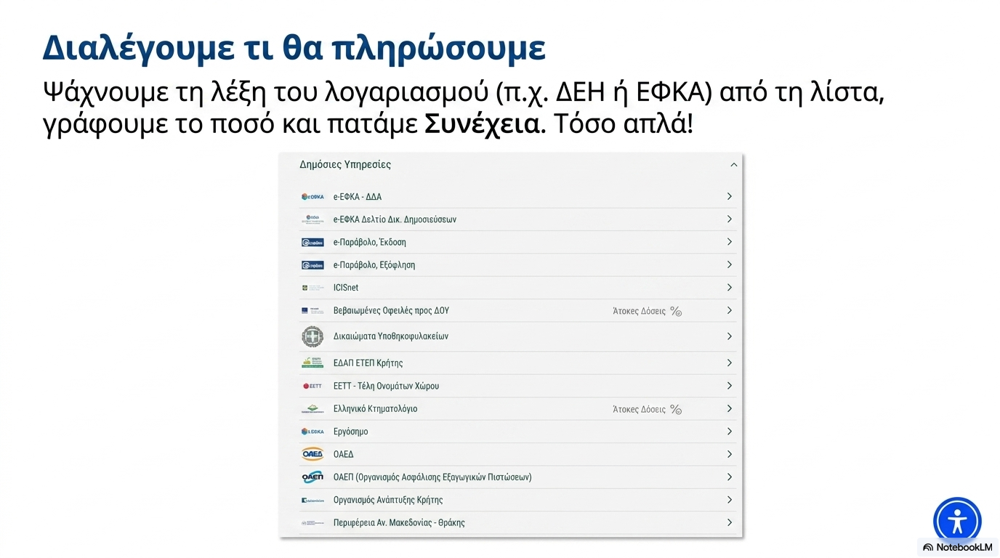 Διαλέγουμε τι θα πληρώσουμε
Ψάχνουμε τη λέξη του λογαριασμού (π.χ. ΔΕΗ ή ΕΦΚΑ) από τη λίστα,
γράφουμε το ποσό και πατάμε Συνέχεια. Τόσο απλά!
Δημόσιες Υπηρεσίες
e-ΕΦΚΑ - ΔΔΑ
e-ΕΦΚΑ Δελτίο Δικ. Δημοσιεύσεων
e-Παράβολο, Έκδοση
e-Παράβολο, Εξόφληση
ICISnet
Βεβαιωμένες Οφειλές προς ΔΟΥ Άτοκες Δόσεις
Δικαιώματα Υποθηκοφυλακείων
ΕΔΑΠ ΕΤΕΠ Κρήτης
ΕΕΤΤ ΕΕΤΤ - Τέλη Ονομάτων Χώρου
Ελληνικό Κτηματολόγιο Άτοκες Δόσεις
Εργόσημο
ΟΑΕΔ ΟΑΕΔ
ΟΑΕΠ ΟΑΕΠ (Οργανισμός Ασφάλισης Εξαγωγικών Πιστώσεων)
Οργανισμός Ανάπτυξης Κρήτης
Περιφέρεια Αν. Μακεδονίας - Θράκης
NotebookLM